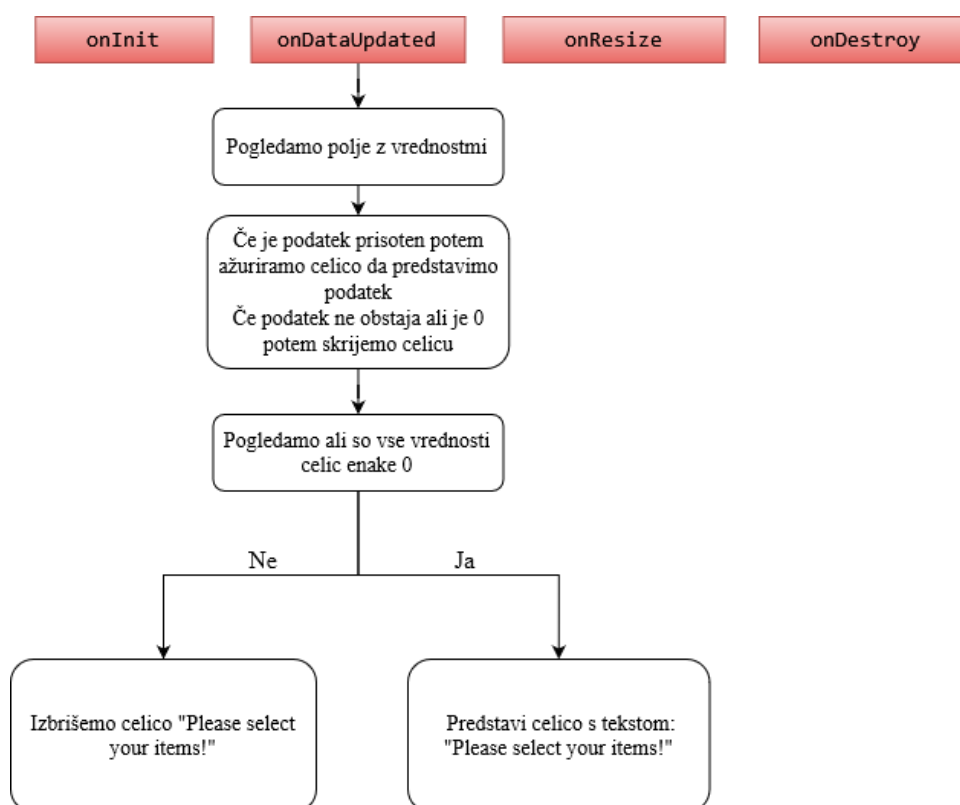 onInit
onDataUpdated
onResize
onDestroy
Pogledamo polje z vrednostmi
Če je podatek prisoten potem
ažuriramo celico da predstavimo
podatek
Če podatek ne obstaja ali je 0
potem skrijemo celicu
Pogledamo ali so vse vrednosti
celic enake 0
Ne
Ja
Izbrišemo celico "Please select
your items!"
Predstavi celico s tekstom:
"Please select your items!"